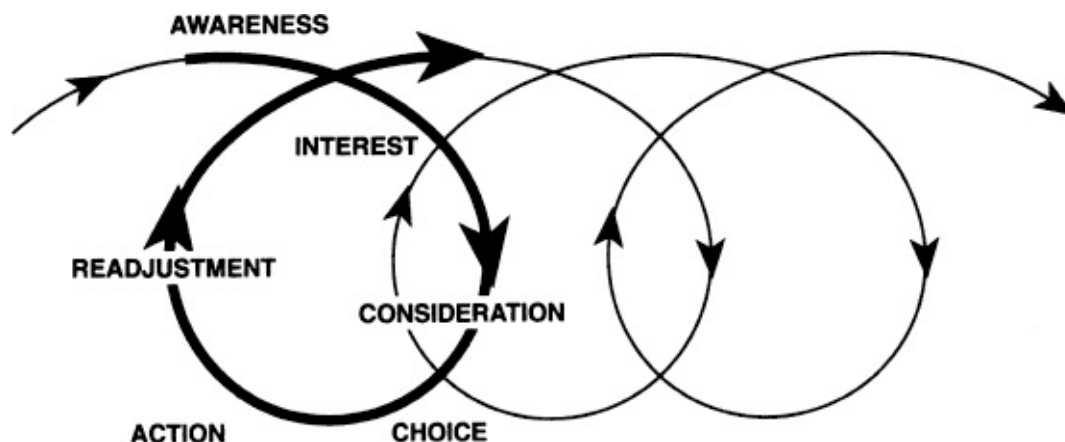 AWARENESS
INTEREST
READJUSTMENT
CONSIDERATION
ACTION
CHOICE